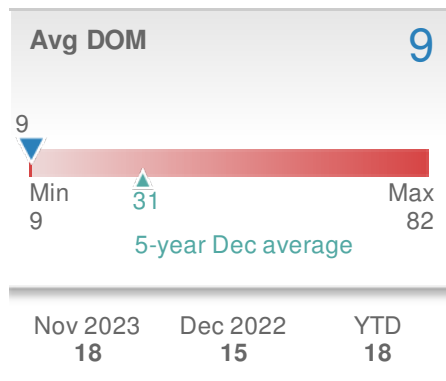 Avg DOM 9
9
Min Max
9 31 82
5-year Dec average
Nov 2023 Dec 2022 YTD
18 15 18